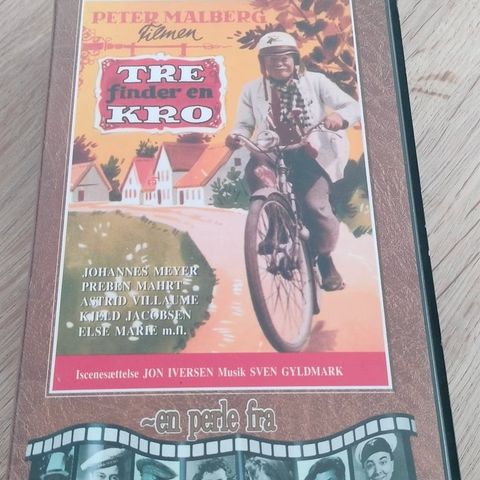 PETER MALBERG
Filmen
TRE
finder en
KRO
JOHANNES MEYER
PREBEN MAHRT
ASTRID VILLAUME
KJELD JACOBSEN
ELSE MARIE m.fl.
Iscenesættelse JON IVERSEN Musik SVEN GYLDMARK
~en perle fra